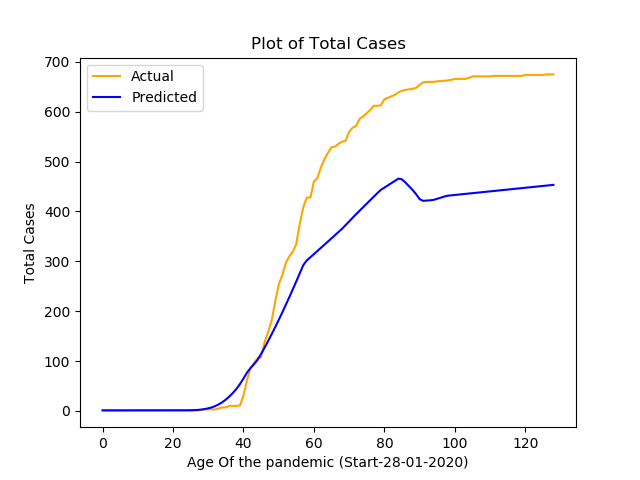 Plot of Total Cases
Actual
Predicted
700
600
500
400
300
200
100
0
Total Cases
0 20 40 60 80 100 120
Age Of the pandemic (Start-28-01-2020)